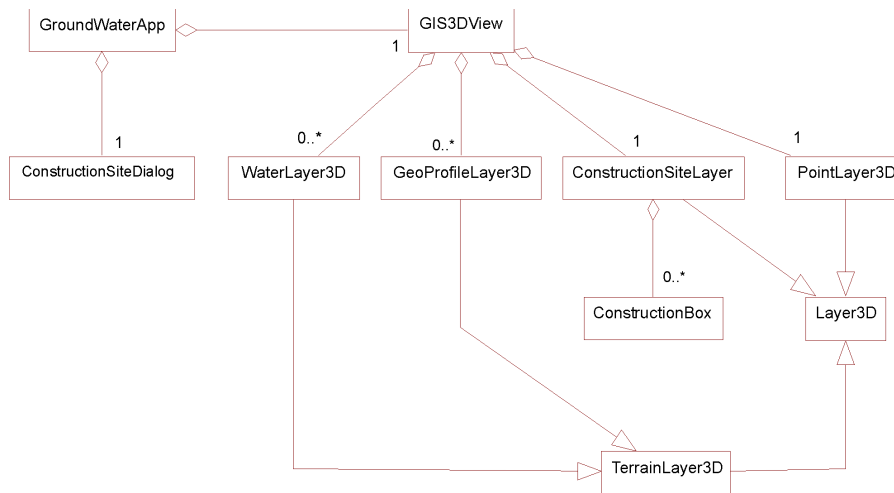 GroundWaterApp
GIS3DView
1
1
0..*
0..*
1
1
ConstructionSiteDialog
WaterLayer3D
GeoProfileLayer3D
ConstructionSiteLayer
PointLayer3D
0..*
ConstructionBox
Layer3D
TerrainLayer3D